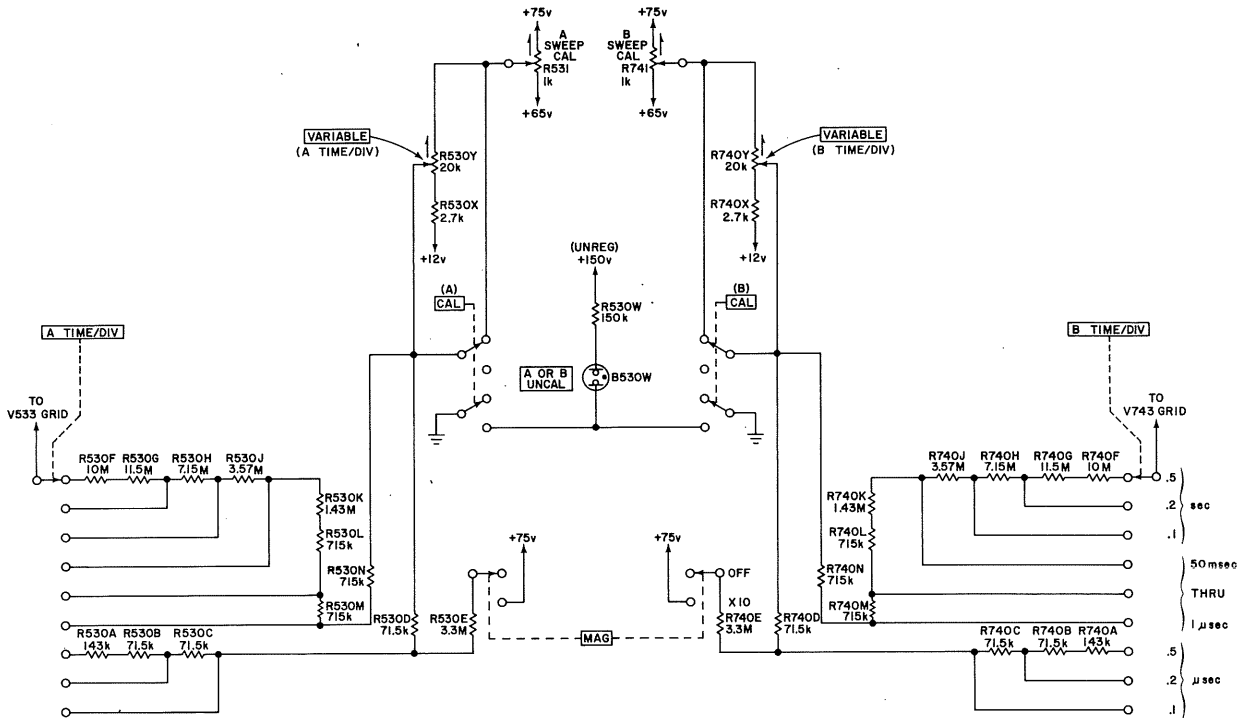 +75v
+75v
A
SWEEP
CAL
R531
1k
B
SWEEP
CAL
R741
1k
+65v
+65v
VARIABLE
(A TIME/DIV)
R530Y
20k
R740Y
20k
VARIABLE
(B TIME/DIV)
R530X
2.7k
R740X
2.7k
+12v
+12v
(UNREG)
+150v
(A)
CAL
R530W
150k
(B)
CAL
A TIME/DIV
A OR B
UNCAL
B530W
B TIME/DIV
TO
V533 GRID
TO
V743 GRID
R530F
10M
R530G
11.5M
R530H
7.15M
R530J
3.57M
R740J
3.57M
R740H
7.15M
R740G
11.5M
R740F
10M
.5
R530K
1.43M
R740K
1.43M
.2
sec
R530L
715k
R740L
715k
.1
+75v
+75v
R530N
715k
OFF
R740N
715k
50msec
R530M
715k
X10
R740M
715k
THRU
R530D
71.5k
R530E
3.3M
R740E
3.3M
R740D
71.5k
1µsec
MAG
R530A
143k
R530B
71.5k
R530C
71.5k
R740C
71.5k
R740B
71.5k
R740A
143k
.5
.2
µsec
.1